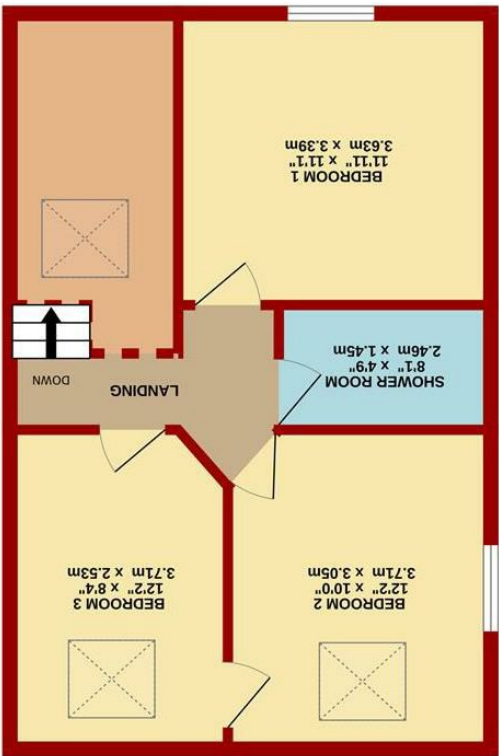 BEDROOM 3
12'2" x 8'4"
3.71m x 2.53m
BEDROOM 2
12'2" x 10'0"
3.71m x 3.05m
LANDING
DOWN
SHOWER ROOM
8'1" x 4'9"
2.46m x 1.45m
BEDROOM 1
11'11" x 11'1"
3.63m x 3.39m